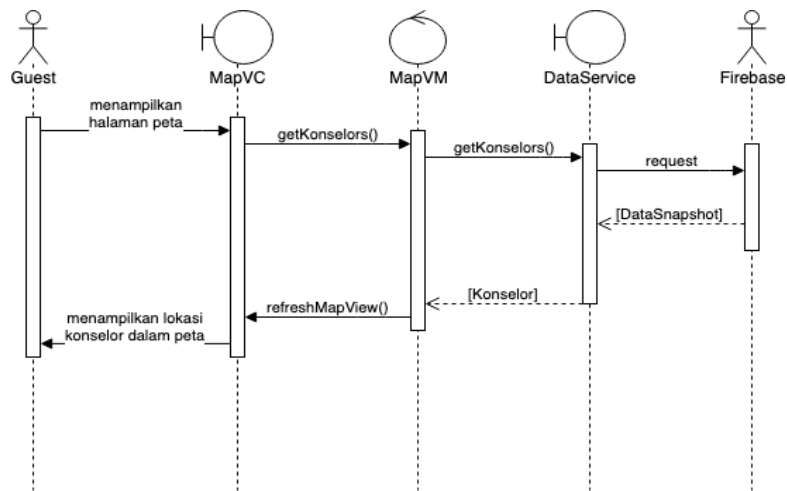 Guest
MapVC
MapVM
DataService
Firebase
menampilkan
halaman peta
getKonselors()
getKonselors()
request
[DataSnapshot]
[Konselor]
refreshMapView()
menampilkan lokasi
konselor dalam peta